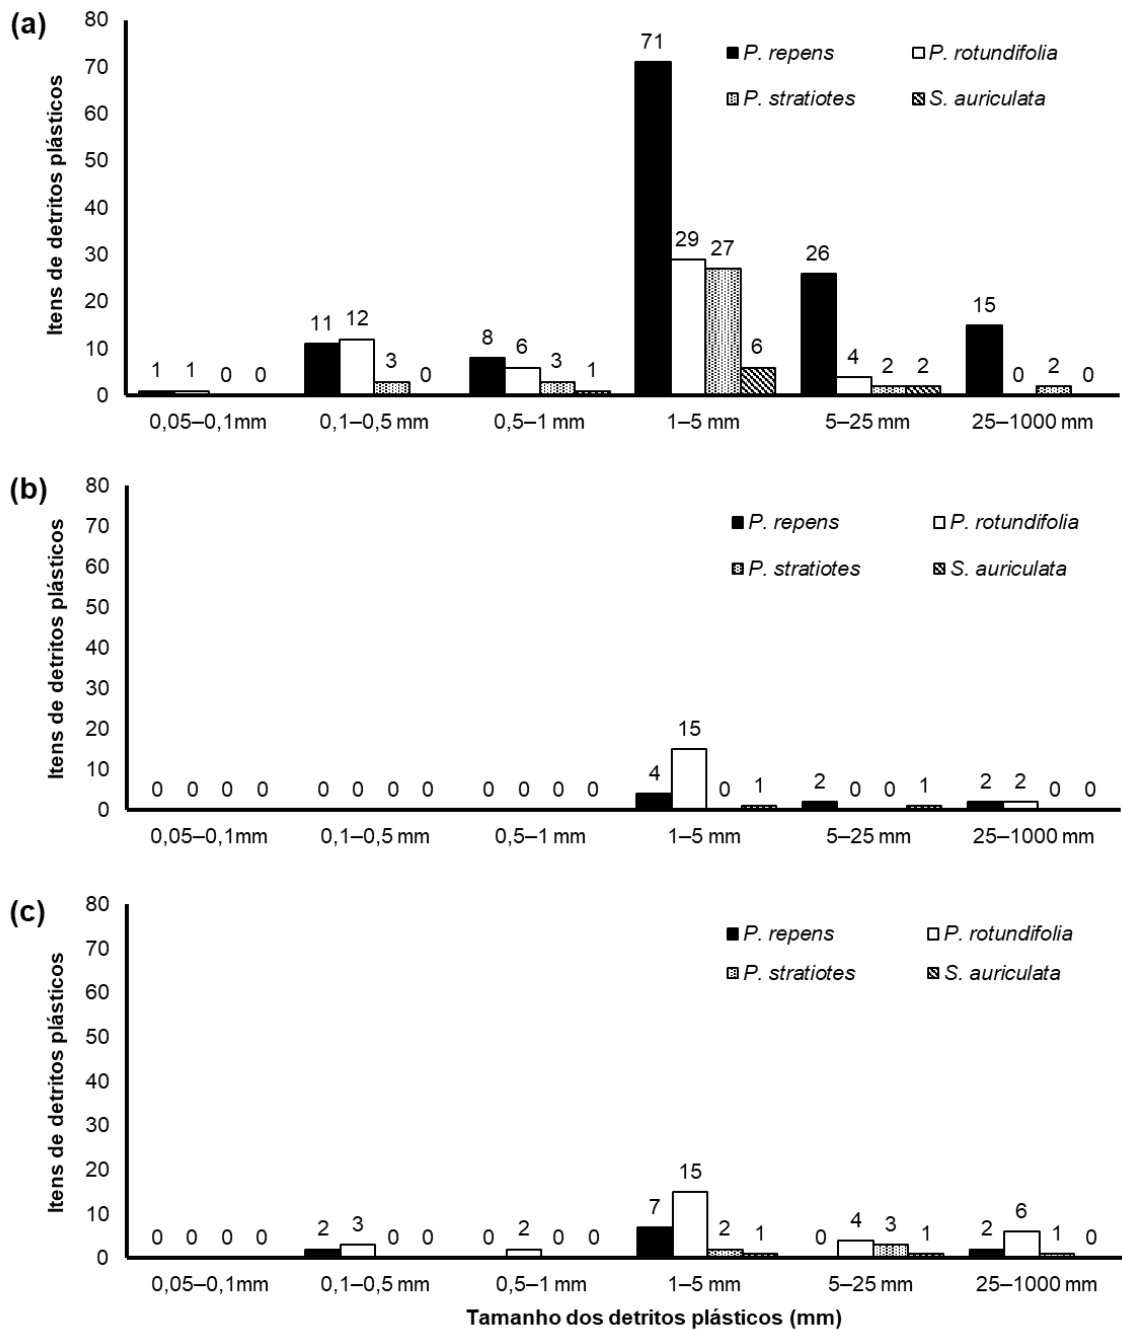 (a)
Itens de detritos plásticos
80
70
60
50
40
30
20
10
0
P. repens P. rotundifolia
P. stratiotes S. auriculata
1 1 0 0 11 12 3 0 8 6 3 1 71 29 27 6 26 4 2 2 15 0 2 0
0,05–0,1mm 0,1–0,5 mm 0,5–1 mm 1–5 mm 5–25 mm 25–1000 mm
(b)
Itens de detritos plásticos
80
70
60
50
40
30
20
10
0
P. repens P. rotundifolia
P. stratiotes S. auriculata
0 0 0 0 0 0 0 0 0 0 0 0 4 15 0 1 2 0 0 1 2 2 0 0
0,05–0,1mm 0,1–0,5 mm 0,5–1 mm 1–5 mm 5–25 mm 25–1000 mm
(c)
Itens de detritos plásticos
80
70
60
50
40
30
20
10
0
P. repens P. rotundifolia
P. stratiotes S. auriculata
0 0 0 0 2 3 0 0 0 2 0 0 7 15 2 1 0 4 3 1 2 6 1 0
0,05–0,1mm 0,1–0,5 mm 0,5–1 mm 1–5 mm 5–25 mm 25–1000 mm
Tamanho dos detritos plásticos (mm)